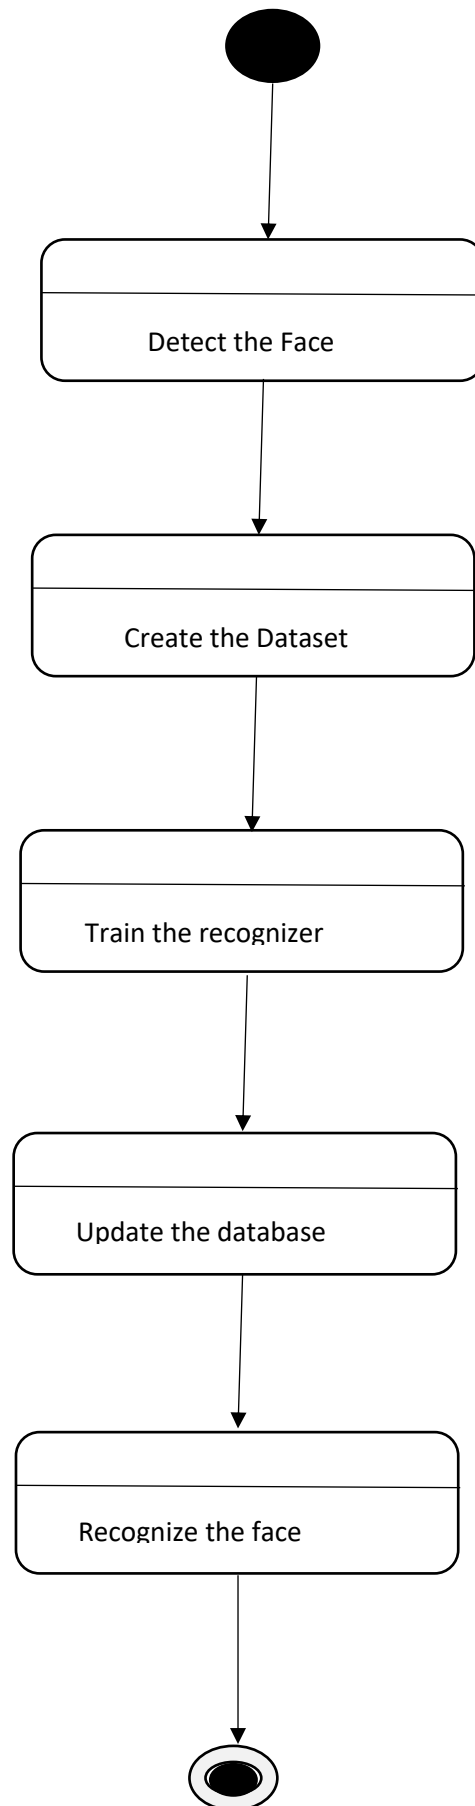 Detect the Face
Create the Dataset
Train the recognizer
Update the database
Recognize the face